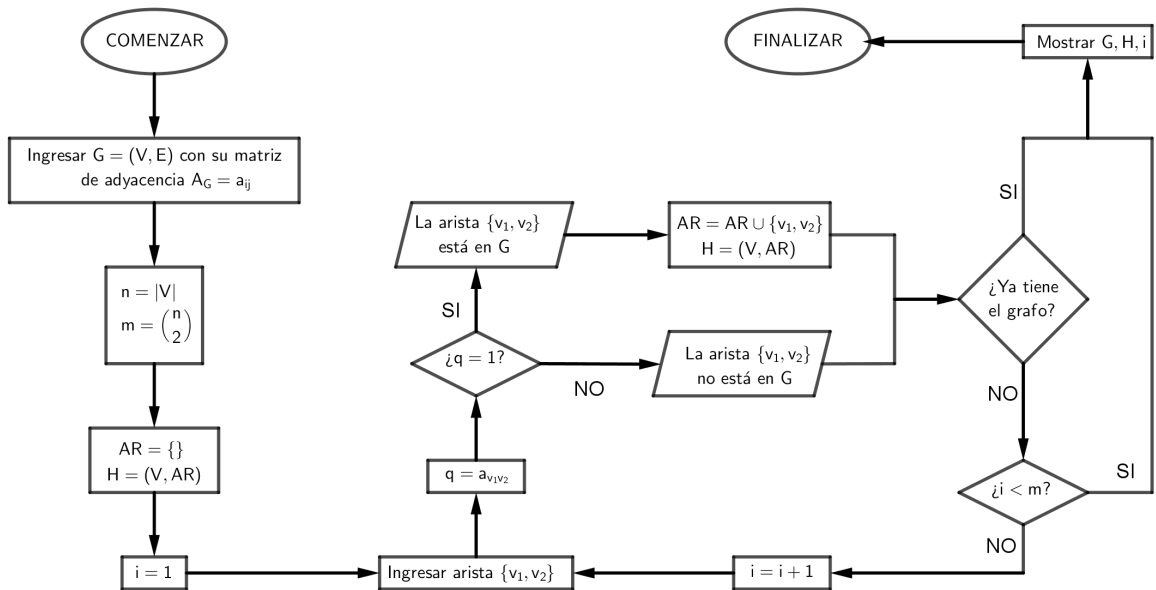 COMENZAR
Ingresar G = (V, E) con su matriz
de adyacencia A_G = a_ij
n = |V|
m = (n 2)
AR = {}
H = (V, AR)
i = 1
Ingresar arista {v₁, v₂}
q = a_v₁v₂
¿q = 1?
SI
NO
La arista {v₁, v₂}
está en G
La arista {v₁, v₂}
no está en G
AR = AR ∪ {v₁, v₂}
H = (V, AR)
¿Ya tiene
el grafo?
SI
NO
¿i < m?
SI
NO
i = i + 1
Mostrar G, H, i
FINALIZAR